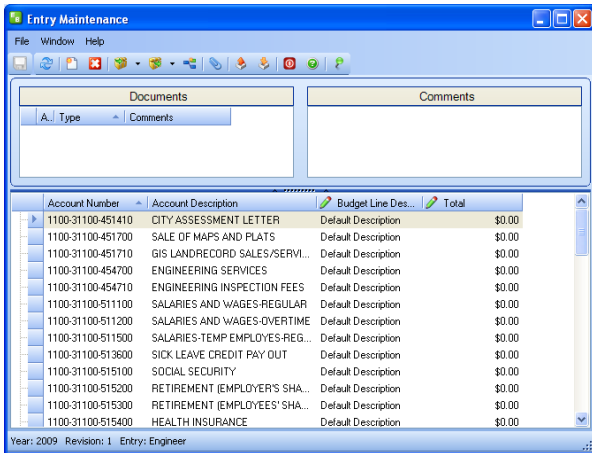 Entry Maintenance
File Window Help
Documents Comments
A.. Type Comments
Account Number Account Description Budget Line Des... Total
1100-31100-451410 CITY ASSESSMENT LETTER Default Description $0.00
1100-31100-451700 SALE OF MAPS AND PLATS Default Description $0.00
1100-31100-451710 GIS LANDRECORD SALES/SERVI... Default Description $0.00
1100-31100-454700 ENGINEERING SERVICES Default Description $0.00
1100-31100-454710 ENGINEERING INSPECTION FEES Default Description $0.00
1100-31100-511100 SALARIES AND WAGES-REGULAR Default Description $0.00
1100-31100-511200 SALARIES AND WAGES-OVERTIME Default Description $0.00
1100-31100-511500 SALARIES-TEMP EMPLOYES-REG... Default Description $0.00
1100-31100-513600 SICK LEAVE CREDIT PAY OUT Default Description $0.00
1100-31100-515100 SOCIAL SECURITY Default Description $0.00
1100-31100-515200 RETIREMENT (EMPLOYER'S SHA... Default Description $0.00
1100-31100-515300 RETIREMENT (EMPLOYEES' SHA... Default Description $0.00
1100-31100-515400 HEALTH INSURANCE Default Description $0.00
Year: 2009 Revision: 1 Entry: Engineer